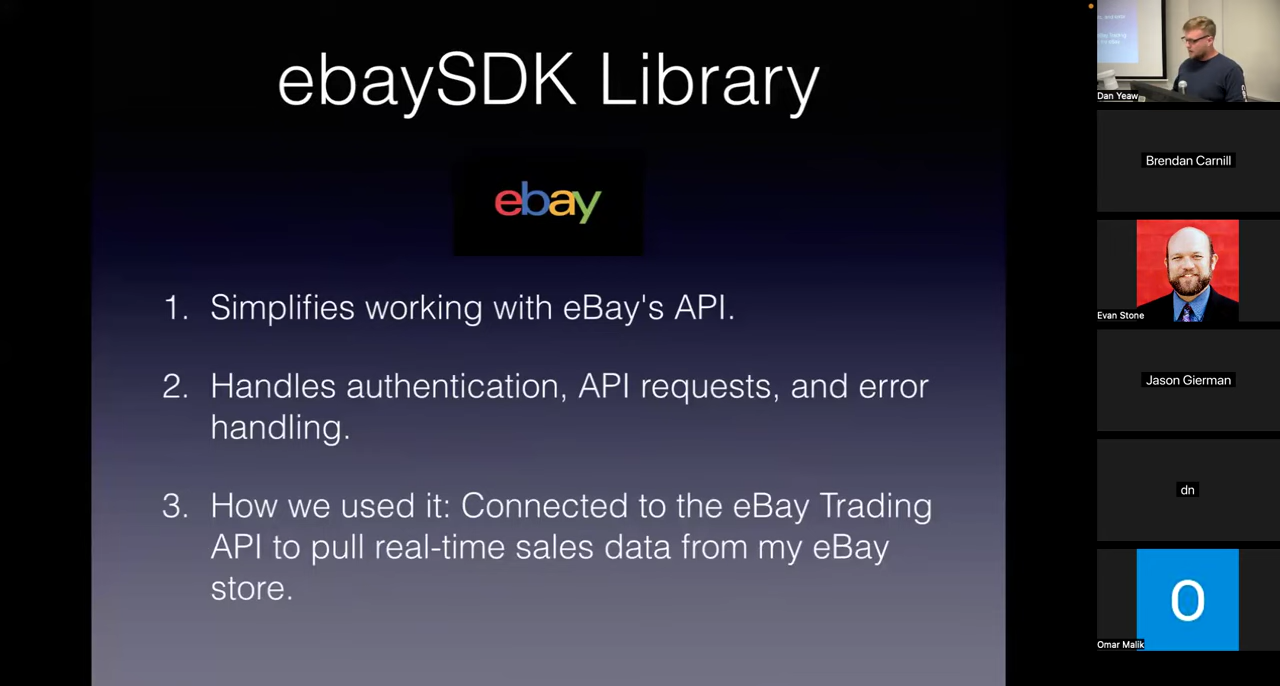 ebaySDK Library
ebay
1. Simplifies working with eBay's API.
2. Handles authentication, API requests, and error
handling.
3. How we used it: Connected to the eBay Trading
API to pull real-time sales data from my eBay
store.
Dan Yeaw
Brendan Carnill
Evan Stone
Jason Gierman
dn
O
Omar Malik